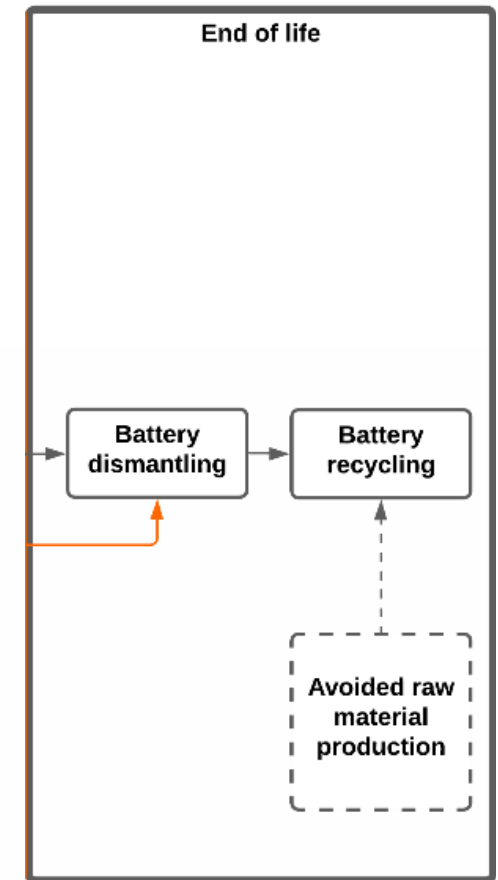 End of life
Battery
dismantling
Battery
recycling
Avoided raw
material
production